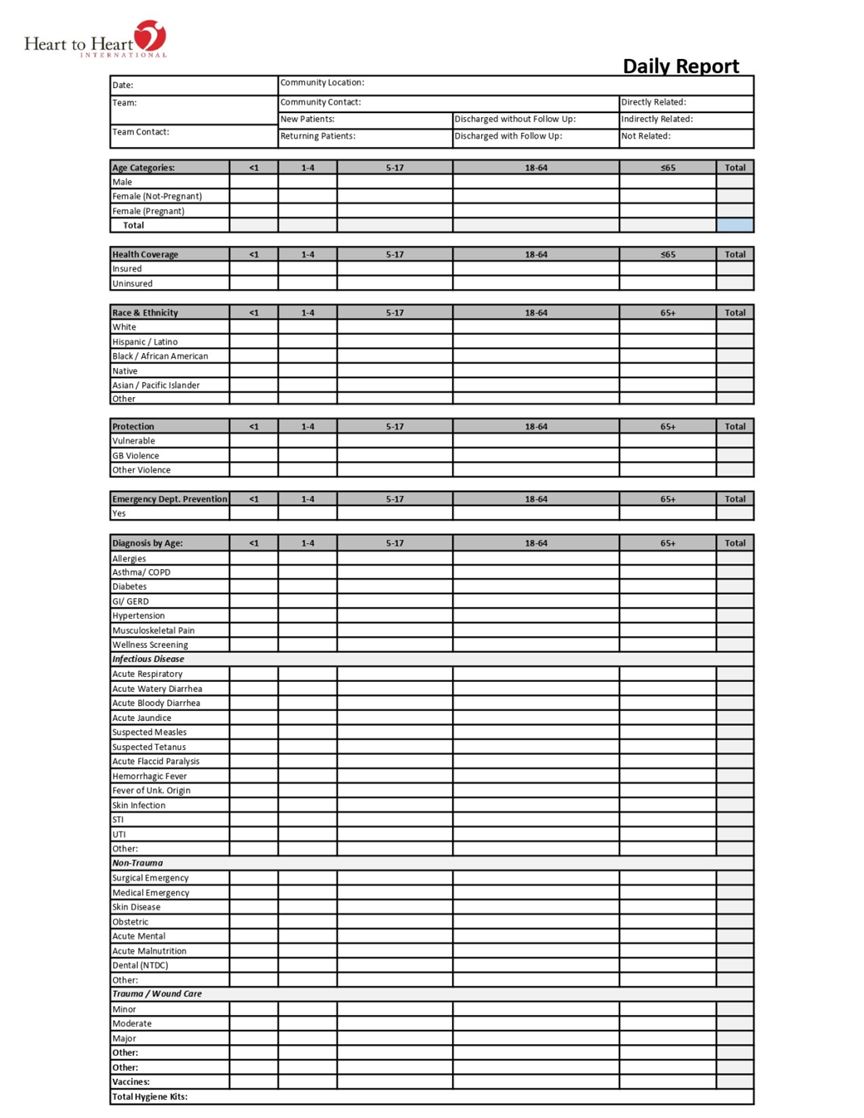 Heart to Heart
INTERNATIONAL
Daily Report
Date: Community Location:
Team: Community Contact: Directly Related:
New Patients: Discharged without Follow Up: Indirectly Related:
Team Contact: Returning Patients: Discharged with Follow Up: Not Related:
Age Categories: <1 1-4 5-17 18-64 ≤65 Total
Male
Female (Not-Pregnant)
Female (Pregnant)
Total
Health Coverage <1 1-4 5-17 18-64 ≤65 Total
Insured
Uninsured
Race & Ethnicity <1 1-4 5-17 18-64 65+ Total
White
Hispanic / Latino
Black / African American
Native
Asian / Pacific Islander
Other
Protection <1 1-4 5-17 18-64 65+ Total
Vulnerable
GB Violence
Other Violence
Emergency Dept. Prevention <1 1-4 5-17 18-64 65+ Total
Yes
Diagnosis by Age: <1 1-4 5-17 18-64 65+ Total
Allergies
Asthma/ COPD
Diabetes
GI/ GERD
Hypertension
Musculoskeletal Pain
Wellness Screening
Infectious Disease
Acute Respiratory
Acute Watery Diarrhea
Acute Bloody Diarrhea
Acute Jaundice
Suspected Measles
Suspected Tetanus
Acute Flaccid Paralysis
Hemorrhagic Fever
Fever of Unk. Origin
Skin Infection
STI
UTI
Other:
Non-Trauma
Surgical Emergency
Medical Emergency
Skin Disease
Obstetric
Acute Mental
Acute Malnutrition
Dental (NTDC)
Other:
Trauma / Wound Care
Minor
Moderate
Major
Other:
Other:
Vaccines:
Total Hygiene Kits: